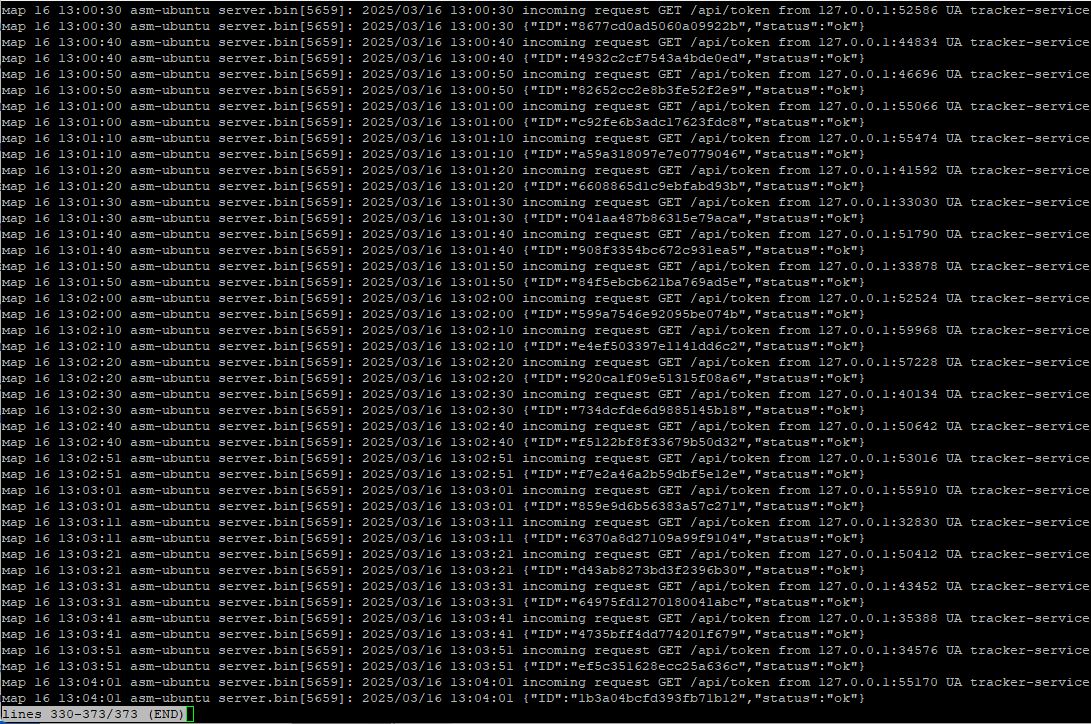 мар 16 13:00:30 asm-ubuntu server.bin[5659]: 2025/03/16 13:00:30 incoming request GET /api/token from 127.0.0.1:52586 UA tracker-service
мар 16 13:00:30 asm-ubuntu server.bin[5659]: 2025/03/16 13:00:30 {"ID":"8677cd0ad5060a09922b","status":"ok"}
мар 16 13:00:40 asm-ubuntu server.bin[5659]: 2025/03/16 13:00:40 incoming request GET /api/token from 127.0.0.1:44834 UA tracker-service
мар 16 13:00:40 asm-ubuntu server.bin[5659]: 2025/03/16 13:00:40 {"ID":"4932c2cf7543a4bde0ed","status":"ok"}
мар 16 13:00:50 asm-ubuntu server.bin[5659]: 2025/03/16 13:00:50 incoming request GET /api/token from 127.0.0.1:46696 UA tracker-service
мар 16 13:00:50 asm-ubuntu server.bin[5659]: 2025/03/16 13:00:50 {"ID":"82652cc2e8b3fe52f2e9","status":"ok"}
мар 16 13:01:00 asm-ubuntu server.bin[5659]: 2025/03/16 13:01:00 incoming request GET /api/token from 127.0.0.1:55066 UA tracker-service
мар 16 13:01:00 asm-ubuntu server.bin[5659]: 2025/03/16 13:01:00 {"ID":"c92fe6b3adc17623fdc8","status":"ok"}
мар 16 13:01:10 asm-ubuntu server.bin[5659]: 2025/03/16 13:01:10 incoming request GET /api/token from 127.0.0.1:55474 UA tracker-service
мар 16 13:01:10 asm-ubuntu server.bin[5659]: 2025/03/16 13:01:10 {"ID":"a59a318097e7e0779046","status":"ok"}
мар 16 13:01:20 asm-ubuntu server.bin[5659]: 2025/03/16 13:01:20 incoming request GET /api/token from 127.0.0.1:41592 UA tracker-service
мар 16 13:01:20 asm-ubuntu server.bin[5659]: 2025/03/16 13:01:20 {"ID":"6608865d1c9ebfabd93b","status":"ok"}
мар 16 13:01:30 asm-ubuntu server.bin[5659]: 2025/03/16 13:01:30 incoming request GET /api/token from 127.0.0.1:33030 UA tracker-service
мар 16 13:01:30 asm-ubuntu server.bin[5659]: 2025/03/16 13:01:30 {"ID":"041aa487b86315e79aca","status":"ok"}
мар 16 13:01:40 asm-ubuntu server.bin[5659]: 2025/03/16 13:01:40 incoming request GET /api/token from 127.0.0.1:51790 UA tracker-service
мар 16 13:01:40 asm-ubuntu server.bin[5659]: 2025/03/16 13:01:40 {"ID":"908f3354bc672c931ea5","status":"ok"}
мар 16 13:01:50 asm-ubuntu server.bin[5659]: 2025/03/16 13:01:50 incoming request GET /api/token from 127.0.0.1:33878 UA tracker-service
мар 16 13:01:50 asm-ubuntu server.bin[5659]: 2025/03/16 13:01:50 {"ID":"84f5ebcb621ba769ad5e","status":"ok"}
мар 16 13:02:00 asm-ubuntu server.bin[5659]: 2025/03/16 13:02:00 incoming request GET /api/token from 127.0.0.1:52524 UA tracker-service
мар 16 13:02:00 asm-ubuntu server.bin[5659]: 2025/03/16 13:02:00 {"ID":"599a7546e92095be074b","status":"ok"}
мар 16 13:02:10 asm-ubuntu server.bin[5659]: 2025/03/16 13:02:10 incoming request GET /api/token from 127.0.0.1:59968 UA tracker-service
мар 16 13:02:10 asm-ubuntu server.bin[5659]: 2025/03/16 13:02:10 {"ID":"e4ef503397e1141dd6c2","status":"ok"}
мар 16 13:02:20 asm-ubuntu server.bin[5659]: 2025/03/16 13:02:20 incoming request GET /api/token from 127.0.0.1:57228 UA tracker-service
мар 16 13:02:20 asm-ubuntu server.bin[5659]: 2025/03/16 13:02:20 {"ID":"920ca1f09e51315f08a6","status":"ok"}
мар 16 13:02:30 asm-ubuntu server.bin[5659]: 2025/03/16 13:02:30 incoming request GET /api/token from 127.0.0.1:40134 UA tracker-service
мар 16 13:02:30 asm-ubuntu server.bin[5659]: 2025/03/16 13:02:30 {"ID":"734dcfde6d9885145b18","status":"ok"}
мар 16 13:02:40 asm-ubuntu server.bin[5659]: 2025/03/16 13:02:40 incoming request GET /api/token from 127.0.0.1:50642 UA tracker-service
мар 16 13:02:40 asm-ubuntu server.bin[5659]: 2025/03/16 13:02:40 {"ID":"f5122bf8f33679b50d32","status":"ok"}
мар 16 13:02:51 asm-ubuntu server.bin[5659]: 2025/03/16 13:02:51 incoming request GET /api/token from 127.0.0.1:53016 UA tracker-service
мар 16 13:02:51 asm-ubuntu server.bin[5659]: 2025/03/16 13:02:51 {"ID":"f7e2a46a2b59dbf5e12e","status":"ok"}
мар 16 13:03:01 asm-ubuntu server.bin[5659]: 2025/03/16 13:03:01 incoming request GET /api/token from 127.0.0.1:55910 UA tracker-service
мар 16 13:03:01 asm-ubuntu server.bin[5659]: 2025/03/16 13:03:01 {"ID":"859e9d6b56383a57c271","status":"ok"}
мар 16 13:03:11 asm-ubuntu server.bin[5659]: 2025/03/16 13:03:11 incoming request GET /api/token from 127.0.0.1:32830 UA tracker-service
мар 16 13:03:11 asm-ubuntu server.bin[5659]: 2025/03/16 13:03:11 {"ID":"6370a8d27109a99f9104","status":"ok"}
мар 16 13:03:21 asm-ubuntu server.bin[5659]: 2025/03/16 13:03:21 incoming request GET /api/token from 127.0.0.1:50412 UA tracker-service
мар 16 13:03:21 asm-ubuntu server.bin[5659]: 2025/03/16 13:03:21 {"ID":"d43ab8273bd3f2396b30","status":"ok"}
мар 16 13:03:31 asm-ubuntu server.bin[5659]: 2025/03/16 13:03:31 incoming request GET /api/token from 127.0.0.1:43452 UA tracker-service
мар 16 13:03:31 asm-ubuntu server.bin[5659]: 2025/03/16 13:03:31 {"ID":"64975fd1270180041abc","status":"ok"}
мар 16 13:03:41 asm-ubuntu server.bin[5659]: 2025/03/16 13:03:41 incoming request GET /api/token from 127.0.0.1:35388 UA tracker-service
мар 16 13:03:41 asm-ubuntu server.bin[5659]: 2025/03/16 13:03:41 {"ID":"4735bff4dd774201f679","status":"ok"}
мар 16 13:03:51 asm-ubuntu server.bin[5659]: 2025/03/16 13:03:51 incoming request GET /api/token from 127.0.0.1:34576 UA tracker-service
мар 16 13:03:51 asm-ubuntu server.bin[5659]: 2025/03/16 13:03:51 {"ID":"ef5c351628ecc25a636c","status":"ok"}
мар 16 13:04:01 asm-ubuntu server.bin[5659]: 2025/03/16 13:04:01 incoming request GET /api/token from 127.0.0.1:55170 UA tracker-service
мар 16 13:04:01 asm-ubuntu server.bin[5659]: 2025/03/16 13:04:01 {"ID":"1b3a04bcfd393fb71b12","status":"ok"}
lines 330-373/373 (END)